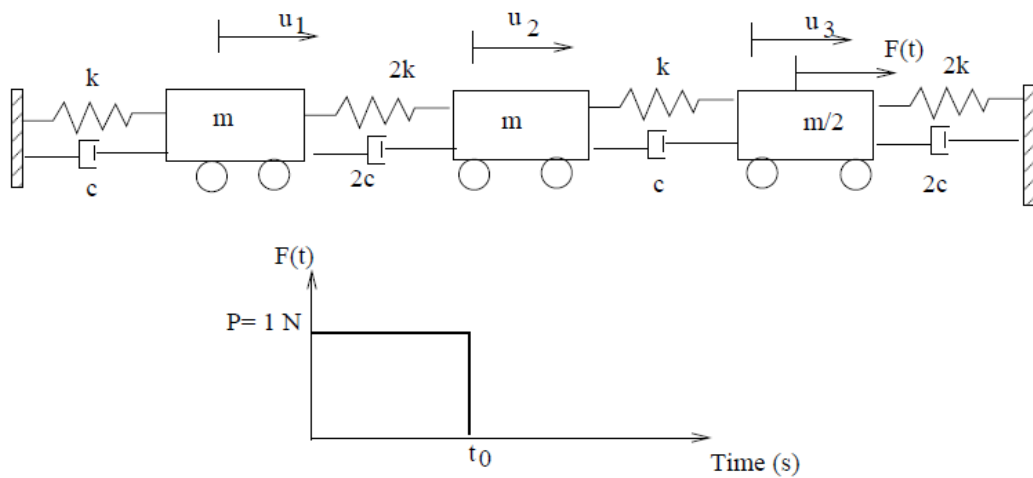 u1 u2 u3 F(t)
k 2k k 2k
m m m/2
c 2c c 2c
F(t)
P= 1 N
t0
Time (s)